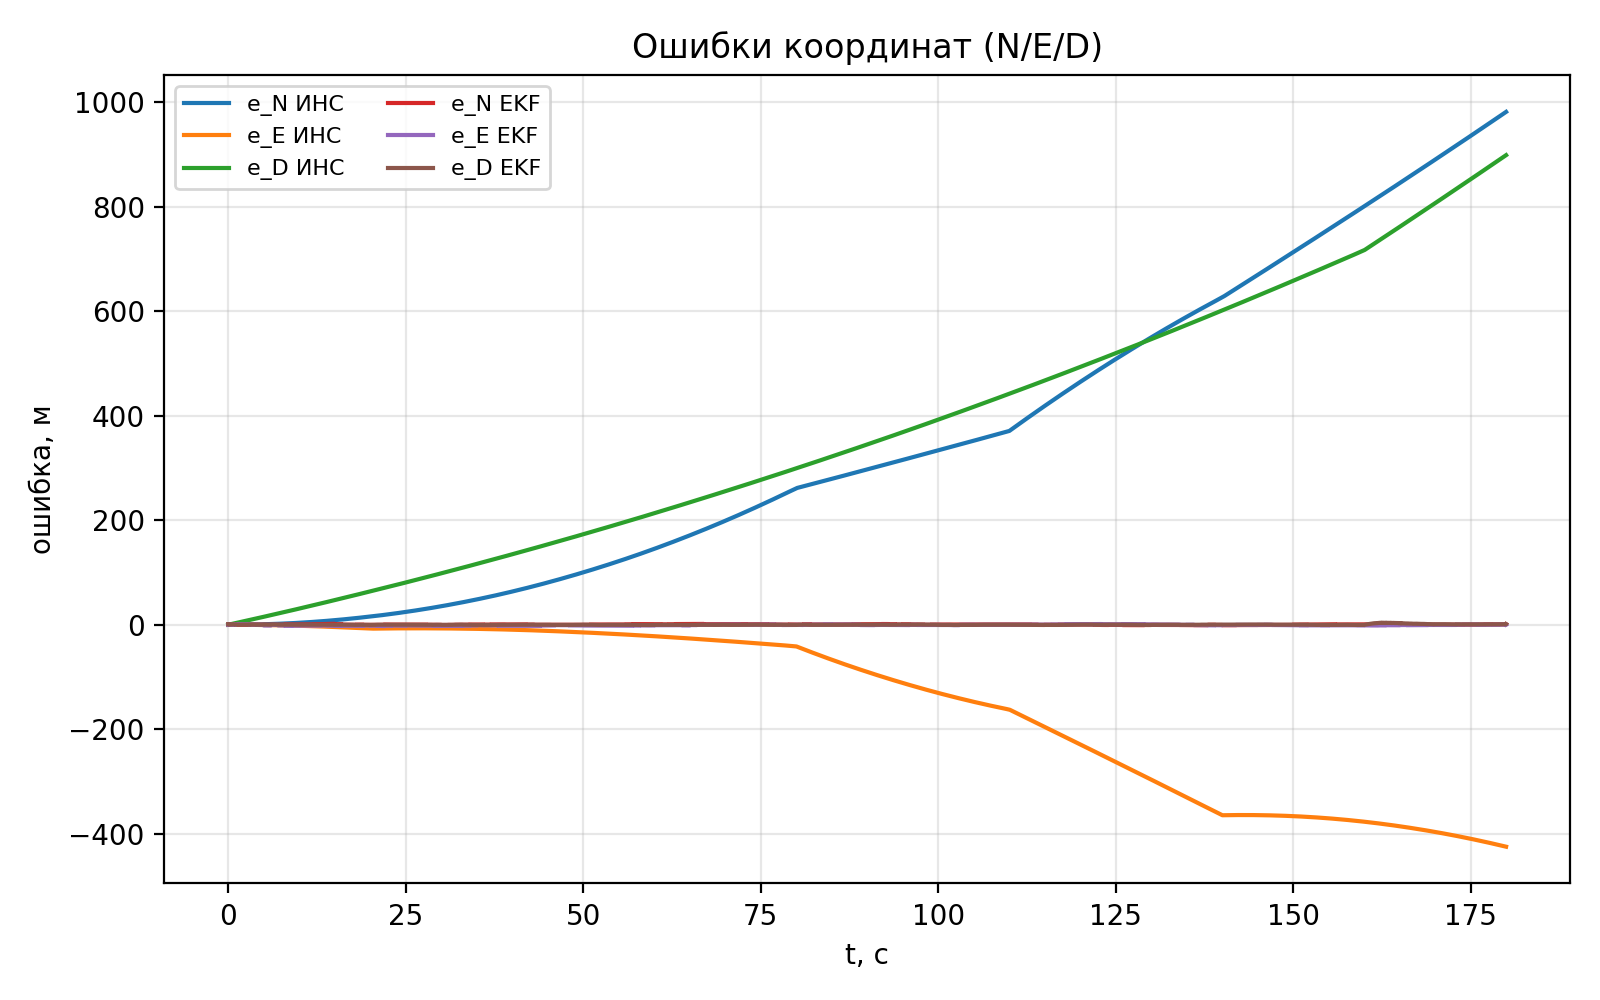 Ошибки координат (N/E/D)
e_N ИНС
e_E ИНС
e_D ИНС
e_N EKF
e_E EKF
e_D EKF
ошибка, м
1000
800
600
400
200
0
−200
−400
0 25 50 75 100 125 150 175
t, с